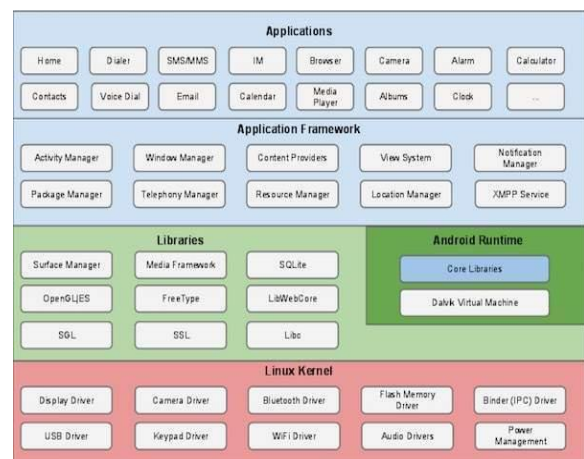 Applications
Home Dialer SMS/MMS IM Browser Camera Alarm Calculator
Contacts Voice Dial Email Calendar Media Player Albums Clock ...
Application Framework
Activity Manager Window Manager Content Providers View System Notification Manager
Package Manager Telephony Manager Resource Manager Location Manager XMPP Service
Libraries Android Runtime
Surface Manager Media Framework SQLite Core Libraries
OpenGL|ES FreeType LibWebCore Dalvik Virtual Machine
SGL SSL Libc
Linux Kernel
Display Driver Camera Driver Bluetooth Driver Flash Memory Driver Binder (IPC) Driver
USB Driver Keypad Driver WiFi Driver Audio Drivers Power Management